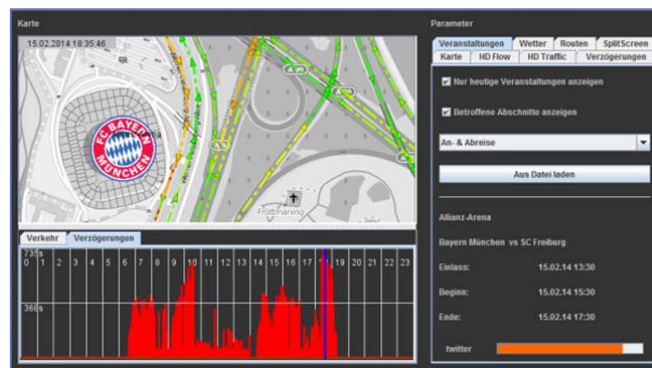 Karte
15.02.2014 18:35:46
FC BAYERN
MÜNCHEN
A 99
A 9
Fröttmaning
Verkehr Verzögerungen
735s
0 1 2 3 4 5 6 7 8 9 10 11 12 13 14 15 16 17 18 19 20 21 22 23
368s
Parameter
Veranstaltungen Wetter Routen SplitScreen
Karte HD Flow HD Traffic Verzögerungen
Nur heutige Veranstaltungen anzeigen
Betroffene Abschnitte anzeigen
An- & Abreise
Aus Datei laden
Allianz-Arena
Bayern München vs SC Freiburg
Einlass: 15.02.14 13:30
Beginn: 15.02.14 15:30
Ende: 15.02.14 17:30
twitter